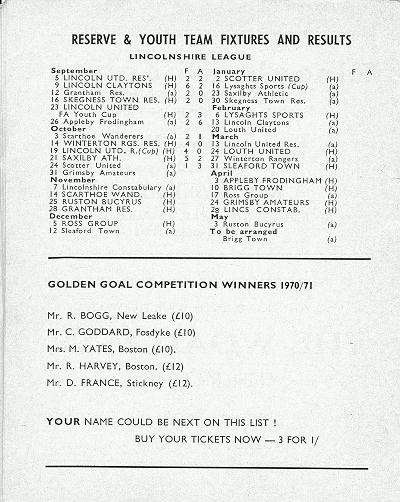 RESERVE & YOUTH TEAM FIXTURES AND RESULTS
LINCOLNSHIRE LEAGUE
September F A
5 LINCOLN UTD. RES'. (H) 2 2
9 LINCOLN CLAYTONS (H) 6 2
12 Grantham Res. (a) 2 0
16 SKEGNESS TOWN RES. (H) 2 0
23 LINCOLN UNITED
FA Youth Cup (H) 2 3
26 Appleby Frodingham (a) 2 6
October
3 Scarthoe Wanderers (a) 2 1
14 WINTERTON RGS. RES. (H) 4 0
19 LINCOLN UTD. R.(Cup) (H) 4 0
21 SAXILBY ATH. (H) 5 2
24 Scotter United (a) 1 3
31 Grimsby Amateurs (a)
November
7 Lincolnshire Constabulary (a)
14 SCARTHOE WAND. (H)
25 RUSTON BUCYRUS (H)
28 GRANTHAM RES. (H)
December
5 ROSS GROUP (H)
12 Sleaford Town (a)
January F A
2 SCOTTER UNITED (H)
16 Lysaghts Sports (Cup) (a)
23 Saxilby Athletic (a)
30 Skegness Town Res. (a)
February
6 LYSAGHTS SPORTS (H)
13 Lincoln Claytons (a)
20 Louth United (a)
March
13 Lincoln United Res. (a)
24 LOUTH UNITED (H)
27 Winterton Rangers (a)
31 SLEAFORD TOWN (H)
April
3 APPLEBY FRODINGHAM (H)
10 BRIGG TOWN (H)
17 Ross Group (a)
24 GRIMSBY AMATEURS (H)
28 LINCS CONSTAB. (H)
May
3 Ruston Bucyrus (a)
To be arranged
Brigg Town (a)
GOLDEN GOAL COMPETITION WINNERS 1970/71
Mr. R. BOGG, New Leake (£10)
Mr. C. GODDARD, Fosdyke (£10)
Mrs. M. YATES, Boston (£10).
Mr. R. HARVEY, Boston. (£12)
Mr. D. FRANCE, Stickney (£12).
YOUR NAME COULD BE NEXT ON THIS LIST !
BUY YOUR TICKETS NOW — 3 FOR 1/